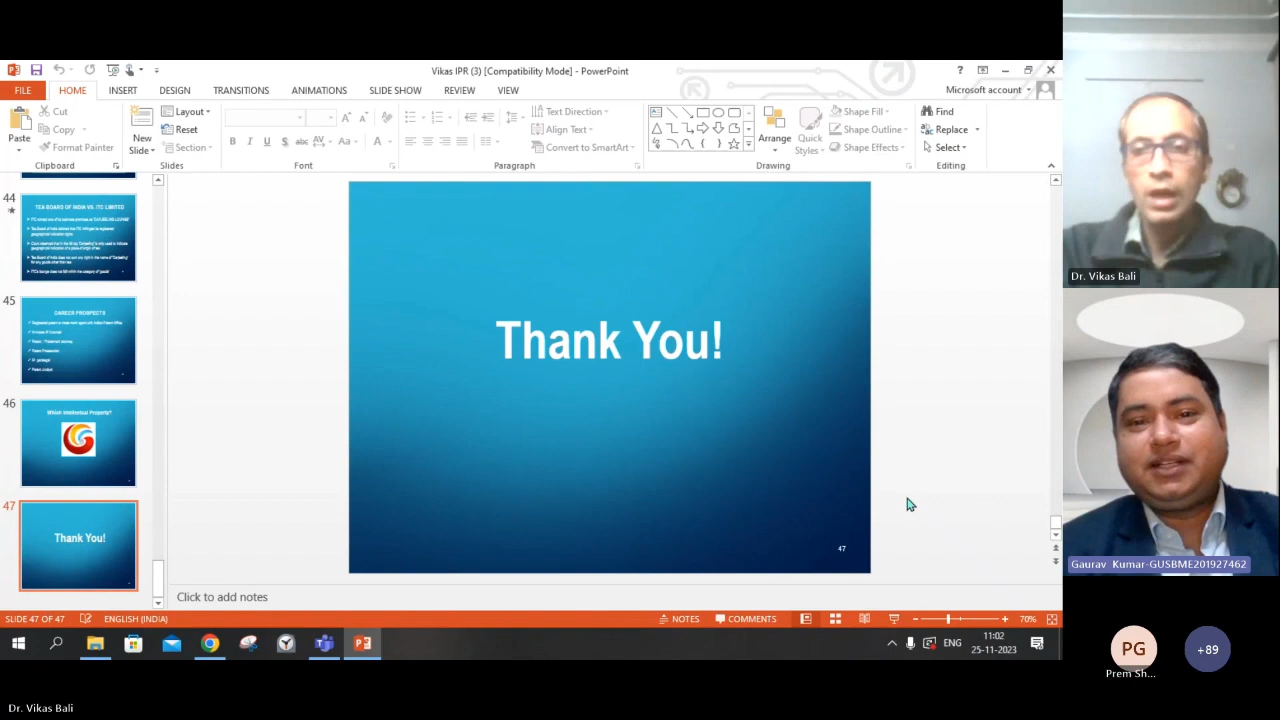 Vikas IPR (3) [Compatibility Mode] - PowerPoint
FILE HOME INSERT DESIGN TRANSITIONS ANIMATIONS SLIDE SHOW REVIEW VIEW Microsoft account
Cut Layout Text Direction Shape Fill Find
Copy Reset Align Text Shape Outline Replace
Paste Format Painter New Slide Section Convert to SmartArt Arrange Quick Styles Shape Effects Select
Clipboard Slides Font Paragraph Drawing Editing
44
TEA BOARD OF INDIA VS. ITC LIMITED
45
CAREER PROSPECTS
46
Which Intellectual Property?
47
Thank You!
Thank You!
47
Click to add notes
SLIDE 47 OF 47 ENGLISH (INDIA) NOTES COMMENTS 70%
ENG 11:02
25-11-2023
Dr. Vikas Bali
Gaurav Kumar-GUSBME201927462
PG +89
Prem Sh...
Dr. Vikas Bali